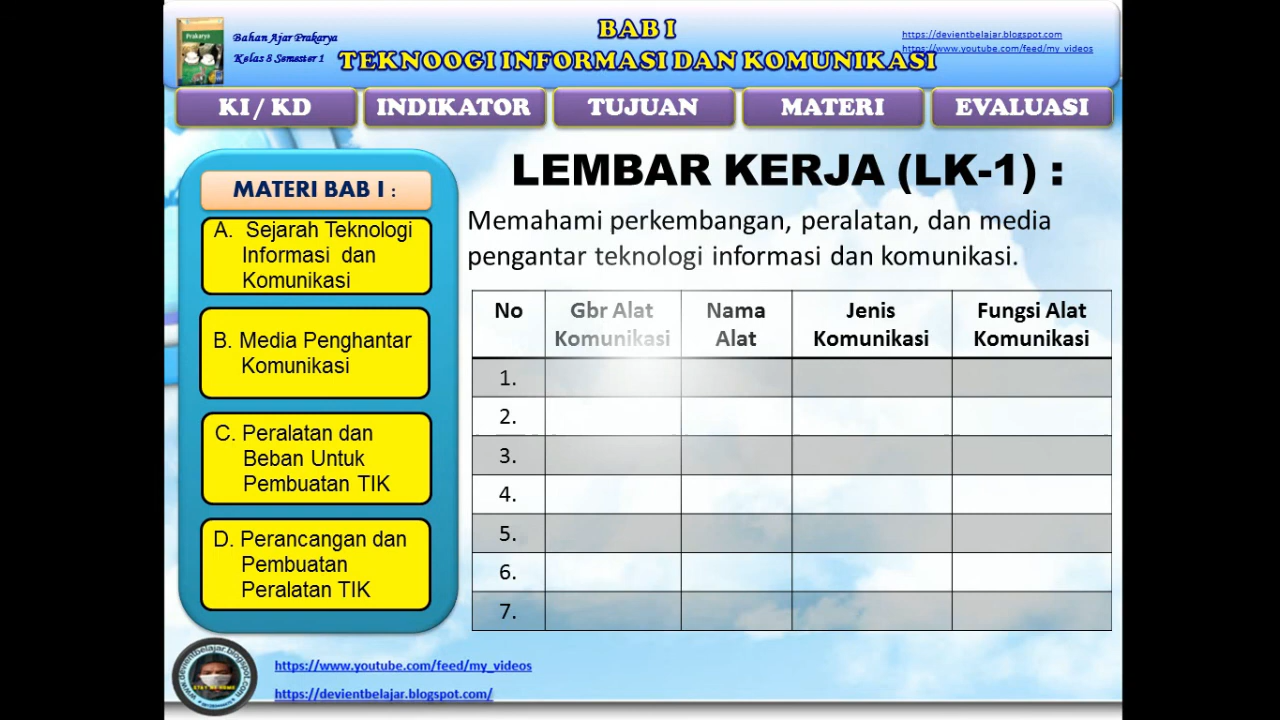 Prakarya
Bahan Ajar Prakarya
Kelas 8 Semester 1
BAB I
TEKNOOGI INFORMASI DAN KOMUNIKASI
https://devientbelajar.blogspot.com
https://www.youtube.com/feed/my_videos
KI / KD
INDIKATOR
TUJUAN
MATERI
EVALUASI
MATERI BAB I :
A. Sejarah Teknologi
Informasi dan
Komunikasi
B. Media Penghantar
Komunikasi
C. Peralatan dan
Beban Untuk
Pembuatan TIK
D. Perancangan dan
Pembuatan
Peralatan TIK
LEMBAR KERJA (LK-1) :
Memahami perkembangan, peralatan, dan media
pengantar teknologi informasi dan komunikasi.
No
Gbr Alat
Komunikasi
Nama
Alat
Jenis
Komunikasi
Fungsi Alat
Komunikasi
1.
2.
3.
4.
5.
6.
7.
https://www.youtube.com/feed/my_videos
https://devientbelajar.blogspot.com/